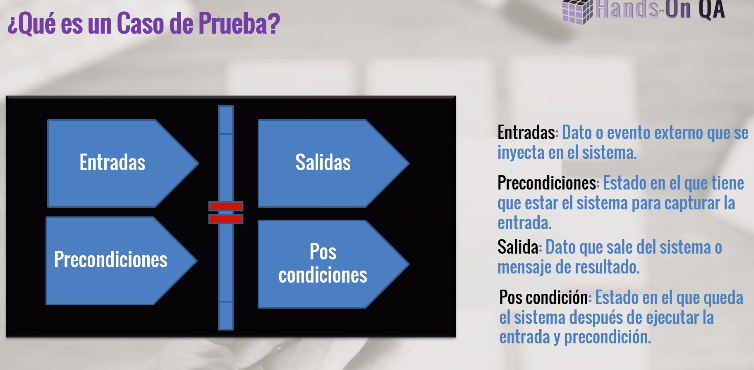 ¿Qué es un Caso de Prueba?
Hands-On QA
Entradas
Salidas
Precondiciones
Pos
condiciones
Entradas: Dato o evento externo que se
inyecta en el sistema.
Precondiciones: Estado en el que tiene
que estar el sistema para capturar la
entrada.
Salida: Dato que sale del sistema o
mensaje de resultado.
Pos condición: Estado en el que queda
el sistema después de ejecutar la
entrada y precondición.